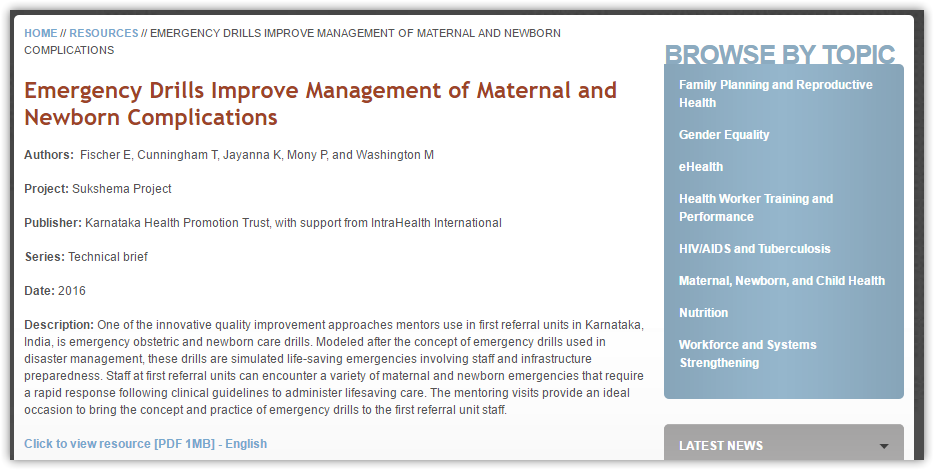 HOME // RESOURCES // EMERGENCY DRILLS IMPROVE MANAGEMENT OF MATERNAL AND NEWBORN
COMPLICATIONS
Emergency Drills Improve Management of Maternal and
Newborn Complications
Authors: Fischer E, Cunningham T, Jayanna K, Mony P, and Washington M
Project: Sukshema Project
Publisher: Karnataka Health Promotion Trust, with support from IntraHealth International
Series: Technical brief
Date: 2016
Description: One of the innovative quality improvement approaches mentors use in first referral units in Karnataka,
India, is emergency obstetric and newborn care drills. Modeled after the concept of emergency drills used in
disaster management, these drills are simulated life-saving emergencies involving staff and infrastructure
preparedness. Staff at first referral units can encounter a variety of maternal and newborn emergencies that require
a rapid response following clinical guidelines to administer lifesaving care. The mentoring visits provide an ideal
occasion to bring the concept and practice of emergency drills to the first referral unit staff.
Click to view resource [PDF 1MB] - English
BROWSE BY TOPIC
Family Planning and Reproductive
Health
Gender Equality
eHealth
Health Worker Training and
Performance
HIV/AIDS and Tuberculosis
Maternal, Newborn, and Child Health
Nutrition
Workforce and Systems
Strengthening
LATEST NEWS